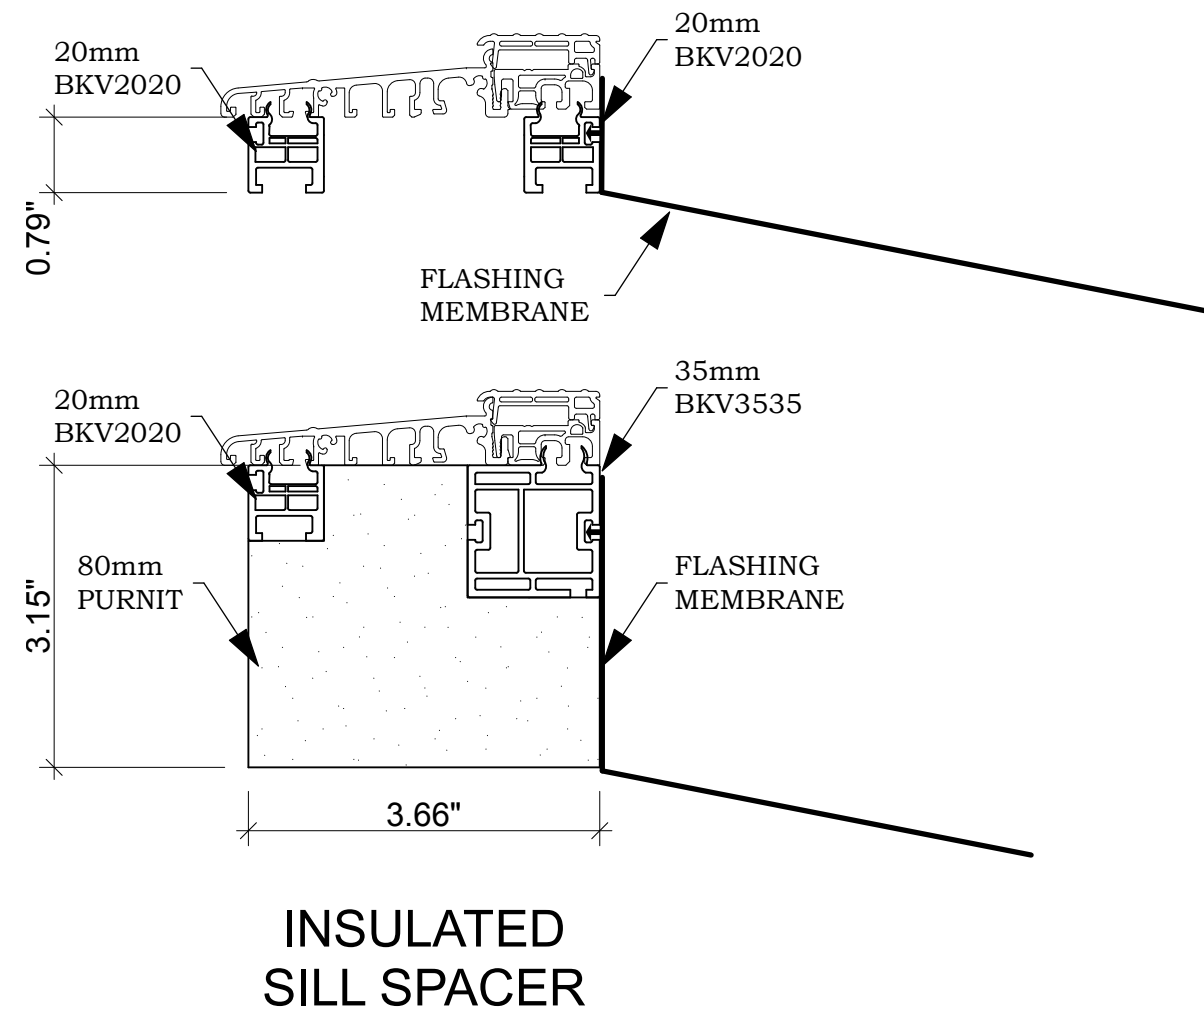 20mm
BKV2020
20mm
BKV2020
0.79"
FLASHING
MEMBRANE
20mm
BKV2020
35mm
BKV3535
80mm
PURNIT
FLASHING
MEMBRANE
3.15"
3.66"
INSULATED
SILL SPACER